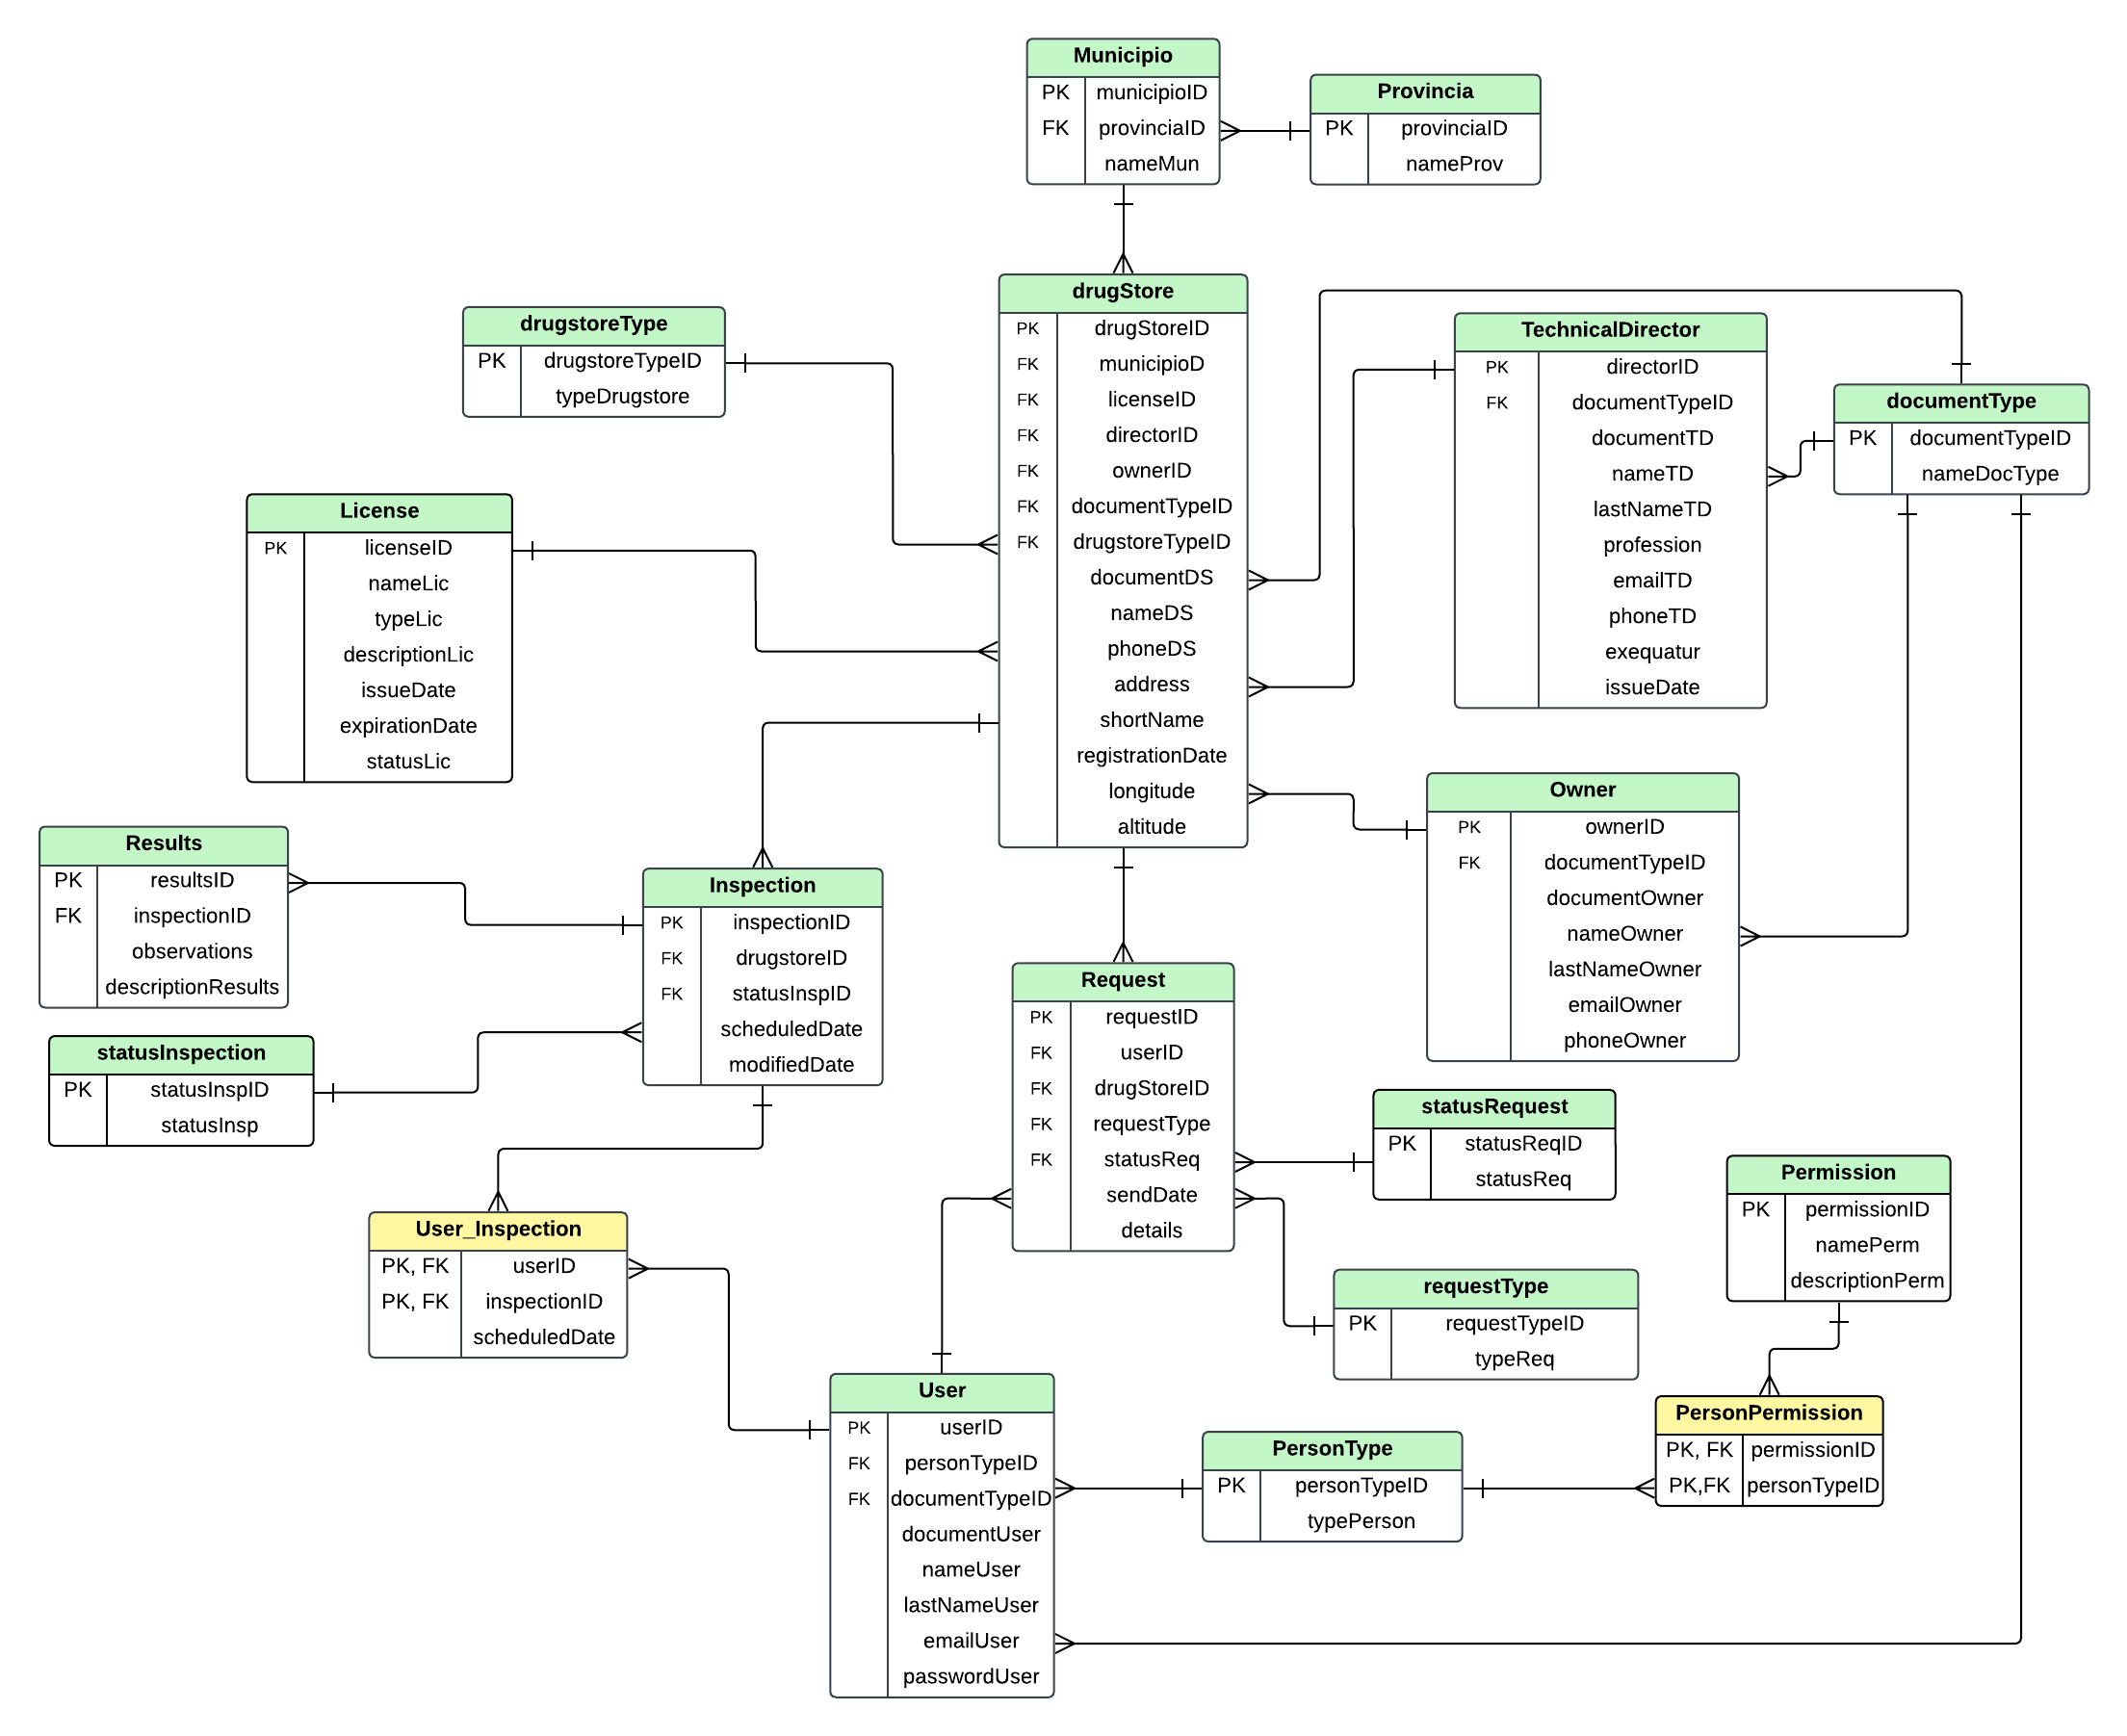 Municipio
PK municipioID
FK provinciaID
nameMun
Provincia
PK provinciaID
nameProv
drugStore
PK drugStoreID
FK municipioD
FK licenseID
FK directorID
FK ownerID
FK documentTypeID
FK drugstoreTypeID
documentDS
nameDS
phoneDS
address
shortName
registrationDate
longitude
altitude
drugstoreType
PK drugstoreTypeID
typeDrugstore
TechnicalDirector
PK directorID
FK documentTypeID
documentTD
nameTD
lastNameTD
profession
emailTD
phoneTD
exequatur
issueDate
documentType
PK documentTypeID
nameDocType
License
PK licenseID
nameLic
typeLic
descriptionLic
issueDate
expirationDate
statusLic
Owner
PK ownerID
FK documentTypeID
documentOwner
nameOwner
lastNameOwner
emailOwner
phoneOwner
Results
PK resultsID
FK inspectionID
observations
descriptionResults
Inspection
PK inspectionID
FK drugstoreID
FK statusInspID
scheduledDate
modifiedDate
statusInspection
PK statusInspID
statusInsp
Request
PK requestID
FK userID
FK drugStoreID
FK requestType
FK statusReq
sendDate
details
statusRequest
PK statusReqID
statusReq
Permission
PK permissionID
namePerm
descriptionPerm
User_Inspection
PK, FK userID
PK, FK inspectionID
scheduledDate
requestType
PK requestTypeID
typeReq
User
PK userID
FK personTypeID
FK documentTypeID
documentUser
nameUser
lastNameUser
emailUser
passwordUser
PersonType
PK personTypeID
typePerson
PersonPermission
PK, FK permissionID
PK,FK personTypeID